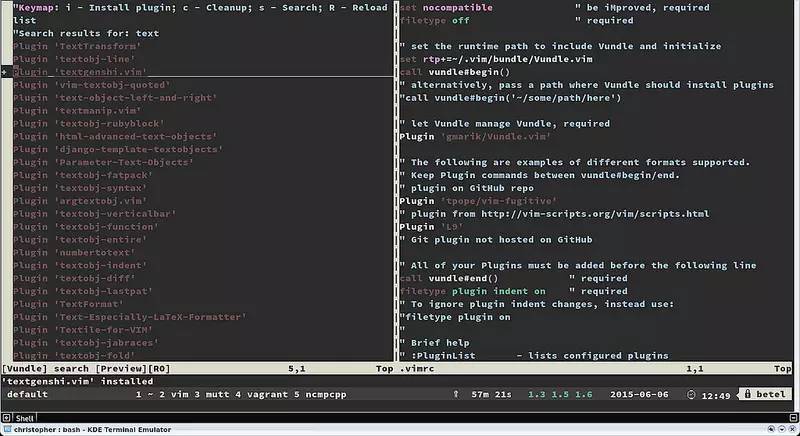 "Keymap: i - Install plugin; c - Cleanup; s - Search; R - Reload
list
"Search results for: text
Plugin 'TextTransform'
Plugin 'textobj-line'
+ Plugin 'textgenshi.vim'
Plugin 'vim-textobj-quoted'
Plugin 'text-object-left-and-right'
Plugin 'textmanip.vim'
Plugin 'textobj-rubyblock'
Plugin 'html-advanced-text-objects'
Plugin 'django-template-textobjects'
Plugin 'Parameter-Text-Objects'
Plugin 'textobj-fatpack'
Plugin 'textobj-syntax'
Plugin 'argtextobj.vim'
Plugin 'textobj-verticalbar'
Plugin 'textobj-function'
Plugin 'textobj-entire'
Plugin 'numbertotext'
Plugin 'textobj-indent'
Plugin 'textobj-diff'
Plugin 'textobj-lastpat'
Plugin 'TextFormat'
Plugin 'Text-Especially-LaTeX-Formatter'
Plugin 'Textile-for-VIM'
Plugin 'textobj-jabraces'
Plugin 'textobj-fold'
[Vundle] search [Preview][RO] 5,1 Top
set nocompatible " be iMproved, required
filetype off " required
" set the runtime path to include Vundle and initialize
set rtp+=~/.vim/bundle/Vundle.vim
call vundle#begin()
" alternatively, pass a path where Vundle should install plugins
"call vundle#begin('~/some/path/here')
" let Vundle manage Vundle, required
Plugin 'gmarik/Vundle.vim'
" The following are examples of different formats supported.
" Keep Plugin commands between vundle#begin/end.
" plugin on GitHub repo
Plugin 'tpope/vim-fugitive'
" plugin from http://vim-scripts.org/vim/scripts.html
Plugin 'L9'
" Git plugin not hosted on GitHub
" All of your Plugins must be added before the following line
call vundle#end() " required
filetype plugin indent on " required
" To ignore plugin indent changes, instead use:
"filetype plugin on
"
" Brief help
" :PluginList - lists configured plugins
.vimrc 1,1 Top
'textgenshi.vim' installed
default 1 ~ 2 vim 3 mutt 4 vagrant 5 ncmpcpp ⇑ 57m 21s 1.3 1.5 1.6 2015-06-06 12:49 betel
Shell
christopher : bash - KDE Terminal Emulator